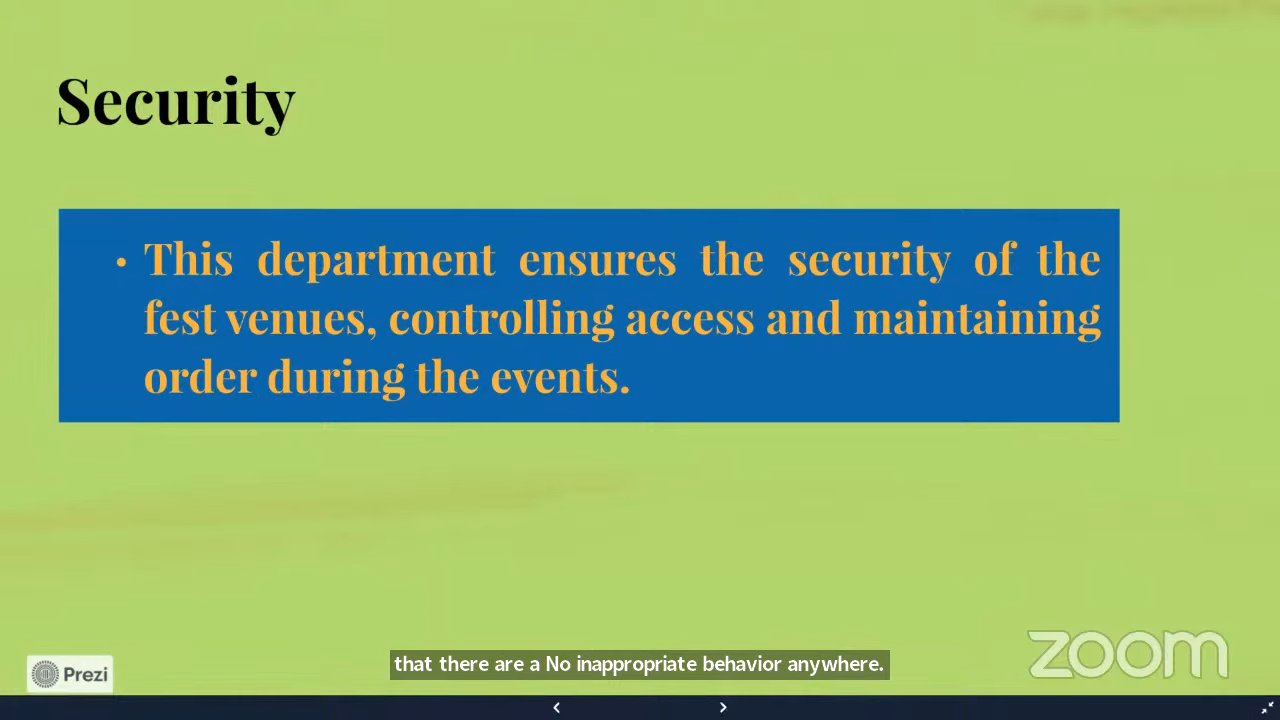 Security
• This department ensures the security of the
fest venues, controlling access and maintaining
order during the events.
that there are a No inappropriate behavior anywhere.
Prezi
zoom